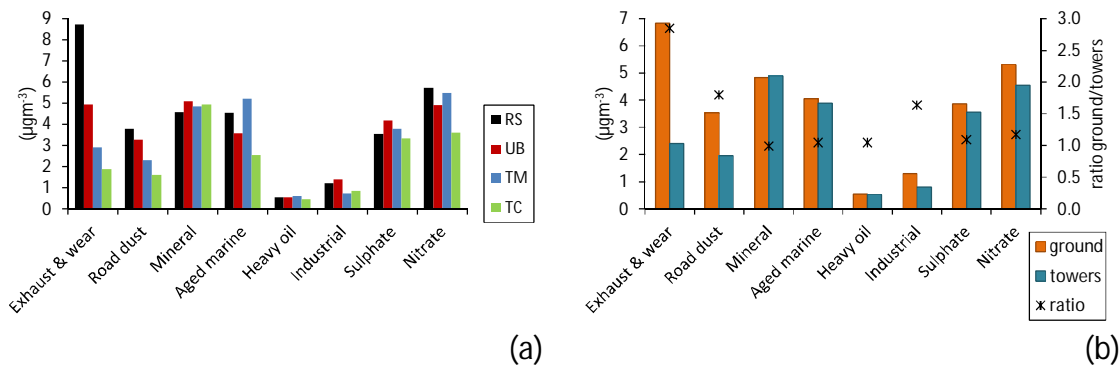 9
8
7
6
5
4
3
2
1
0
(µgm-3)
Exhaust & wear
Road dust
Mineral
Aged marine
Heavy oil
Industrial
Sulphate
Nitrate
RS
UB
TM
TC
(a)
7
6
5
4
3
2
1
0
(µgm-3)
3.0
2.5
2.0
1.5
1.0
0.5
0.0
ratio ground/towers
Exhaust & wear
Road dust
Mineral
Aged marine
Heavy oil
Industrial
Sulphate
Nitrate
ground
towers
ratio
(b)